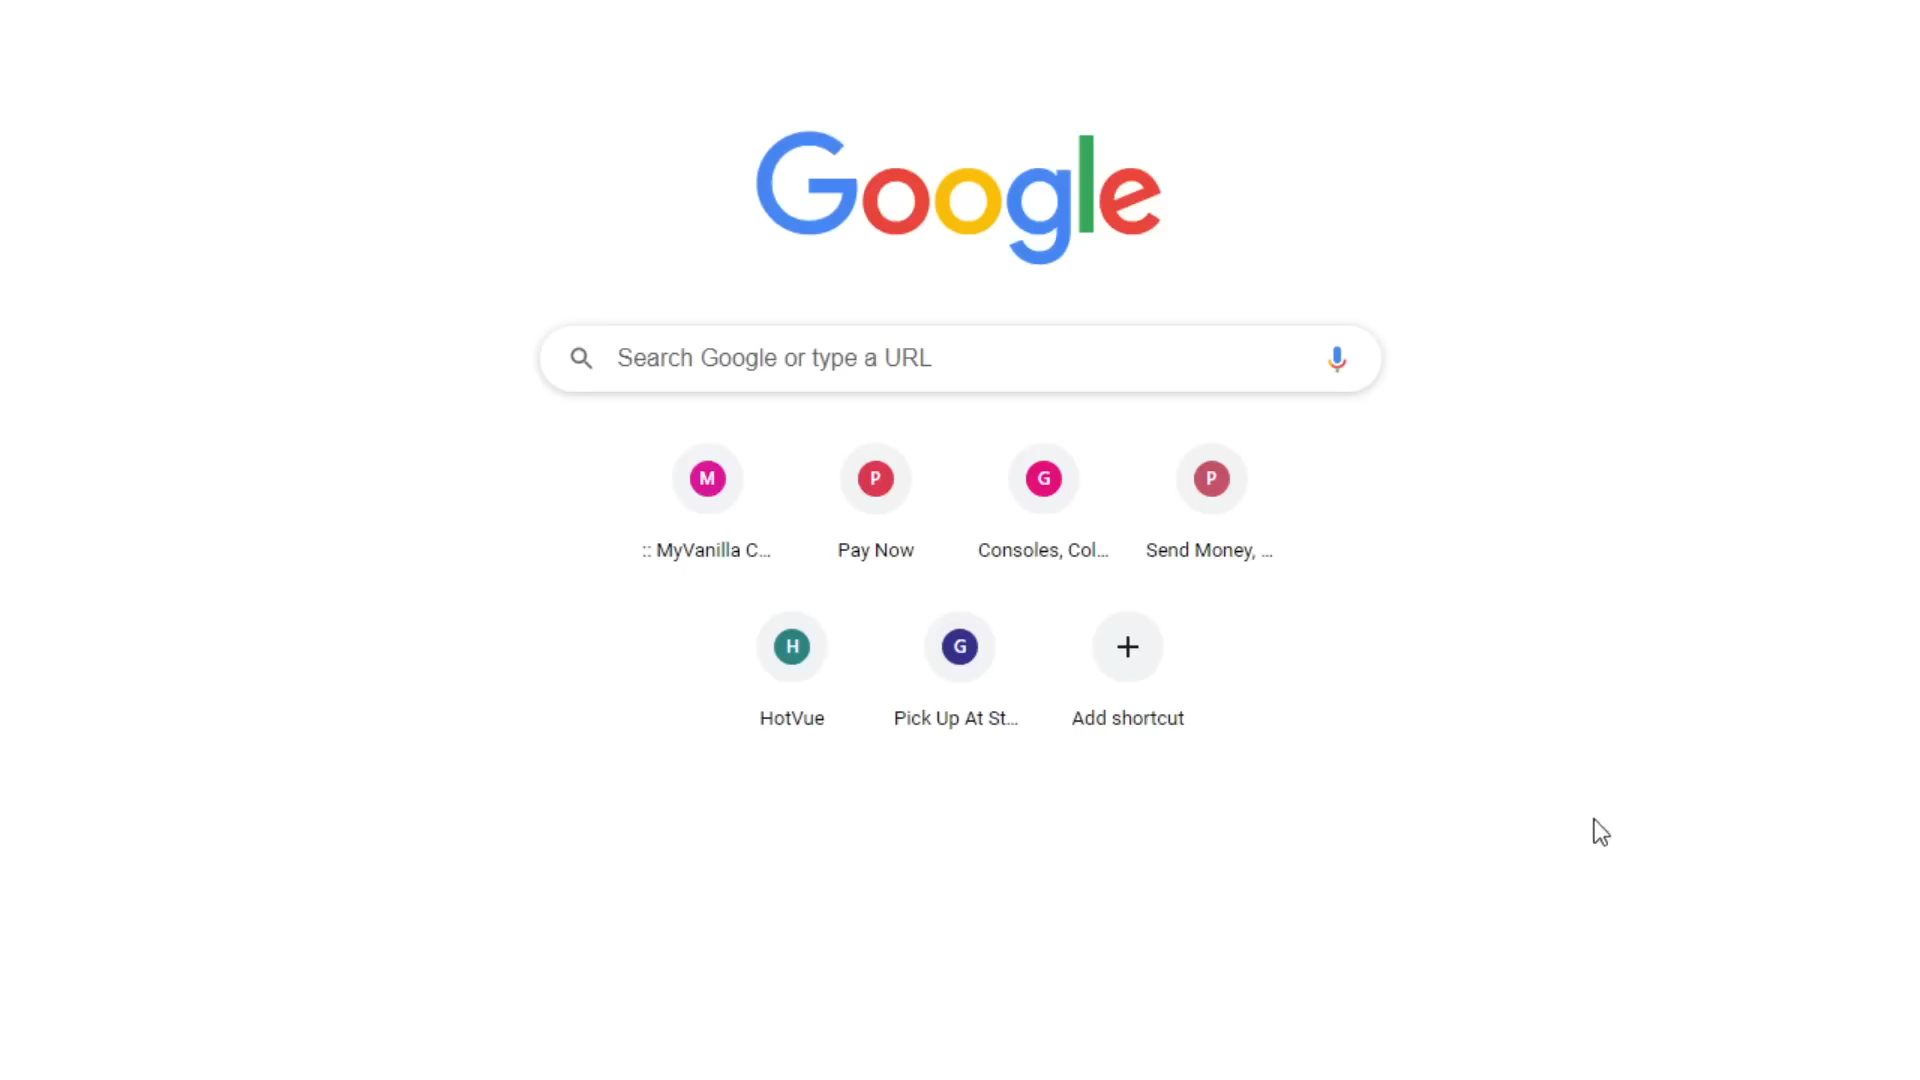 Google
Search Google or type a URL
M
P
G
P
:: MyVanilla C...
Pay Now
Consoles, Col...
Send Money, ...
H
G
HotVue
Pick Up At St...
Add shortcut